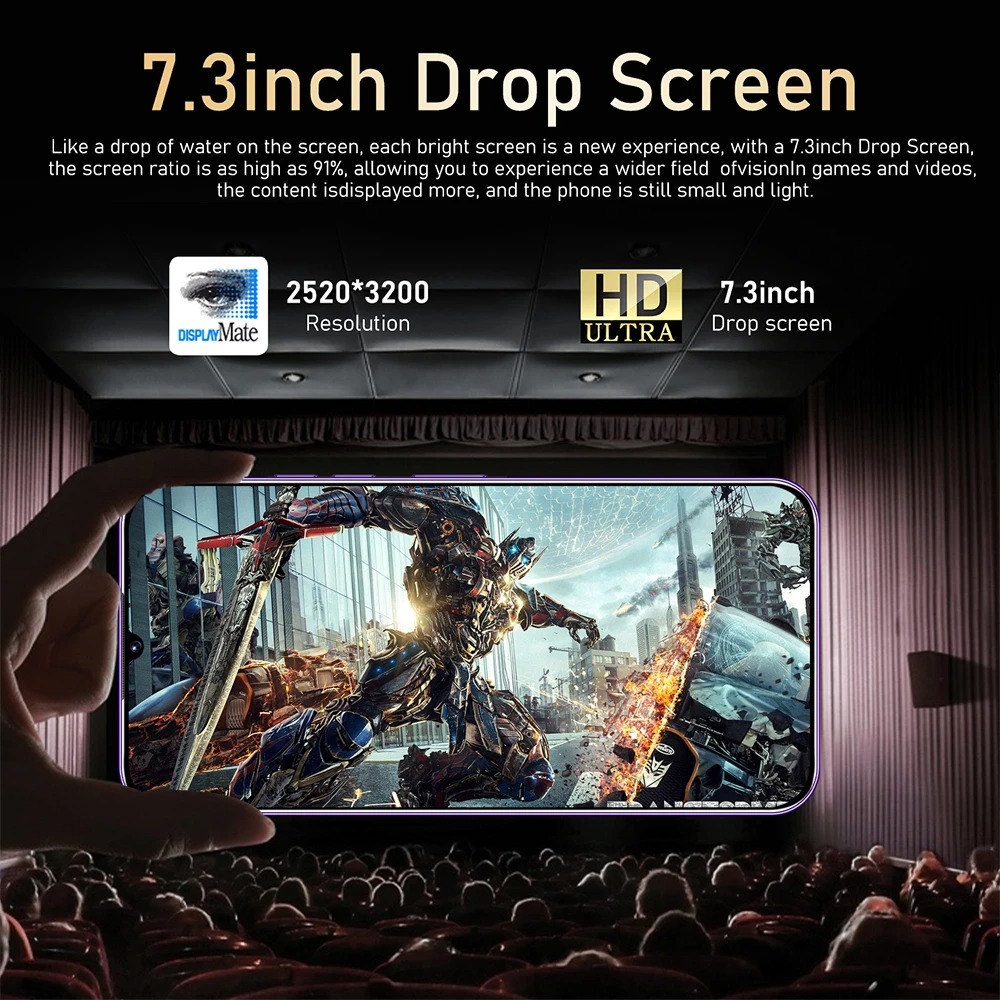 7.3inch Drop Screen
Like a drop of water on the screen, each bright screen is a new experience, with a 7.3inch Drop Screen,
the screen ratio is as high as 91%, allowing you to experience a wider field ofvisionIn games and videos,
the content isdisplayed more, and the phone is still small and light.
DISPLAYMate
2520*3200
Resolution
HD
ULTRA
7.3inch
Drop screen